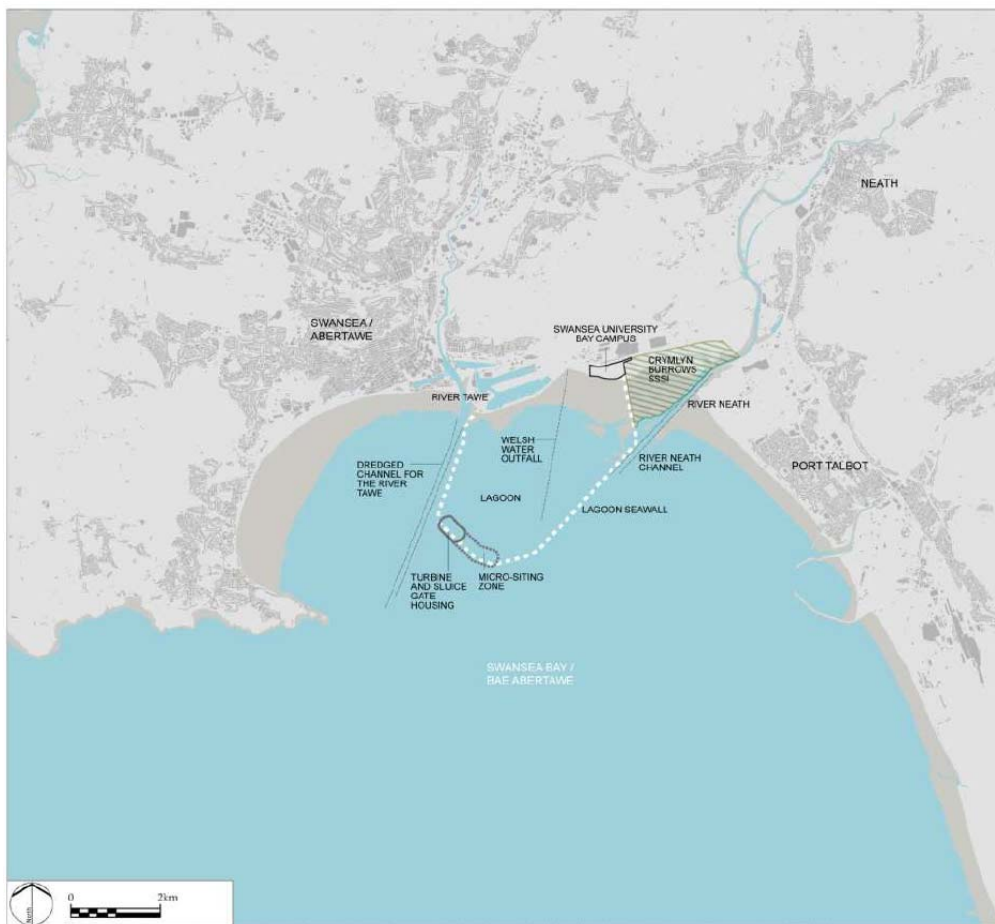 NEATH
SWANSEA /
ABERTAWE
SWANSEA UNIVERSITY
BAY CAMPUS
CRYMLYN
BURROWS
SSSI
RIVER TAWE
RIVER NEATH
WELSH
WATER
OUTFALL
RIVER NEATH
CHANNEL
PORT TALBOT
DREDGED
CHANNEL FOR
THE RIVER
TAWE
LAGOON
LAGOON SEAWALL
TURBINE
AND SLUICE
GATE
HOUSING
MICRO-SITING
ZONE
SWANSEA BAY /
BAE ABERTAWE
0 2km